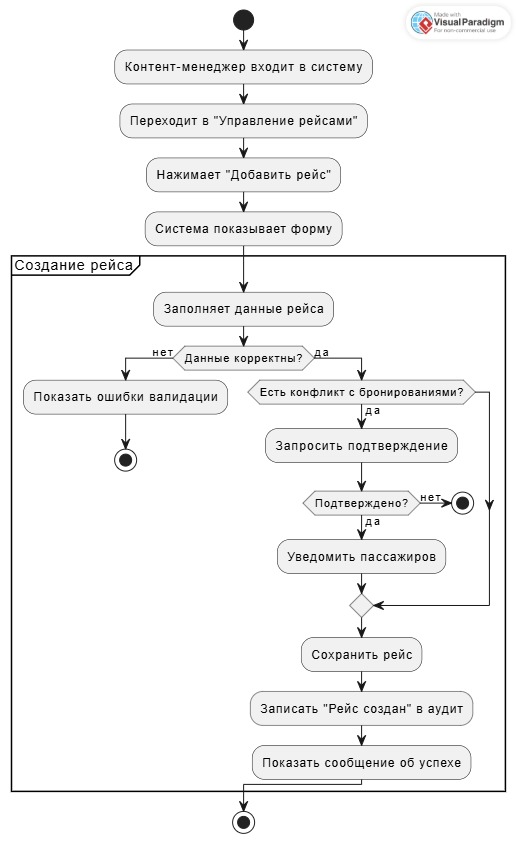 Made with
VisualParadigm
For non-commercial use
Контент-менеджер входит в систему
Переходит в "Управление рейсами"
Нажимает "Добавить рейс"
Система показывает форму
Создание рейса
Заполняет данные рейса
нет
Данные корректны?
да
Показать ошибки валидации
Есть конфликт с бронированиями?
да
Запросить подтверждение
Подтверждено?
нет
да
Уведомить пассажиров
Сохранить рейс
Записать "Рейс создан" в аудит
Показать сообщение об успехе